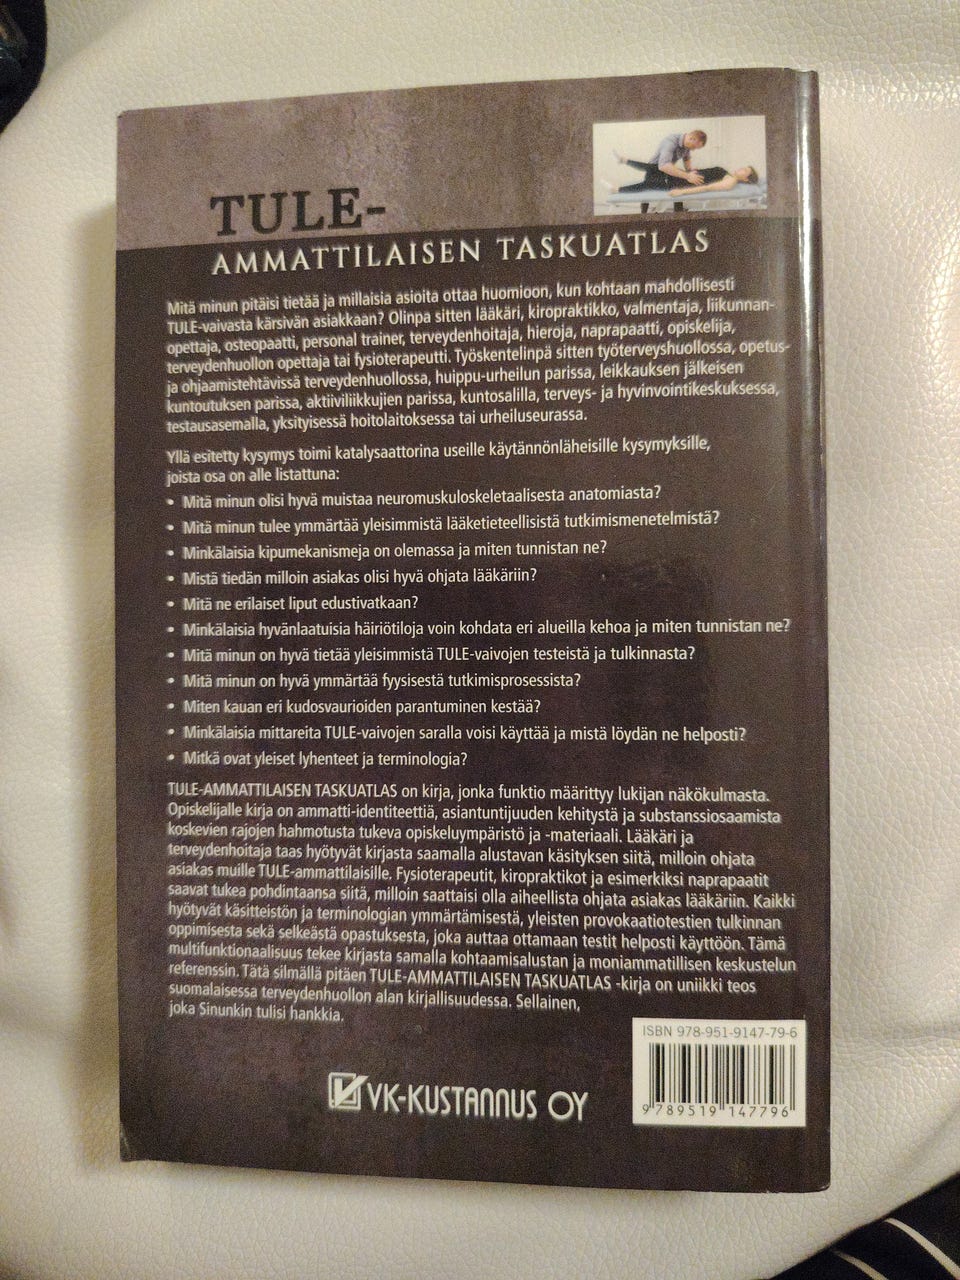 TULE-
AMMATTILAISEN TASKUATLAS
Mitä minun pitäisi tietää ja millaisia asioita ottaa huomioon, kun kohtaan mahdollisesti
TULE-vaivasta kärsivän asiakkaan? Olinpa sitten lääkäri, kiropraktikko, valmentaja, liikunnan-
opettaja, osteopaatti, personal trainer, terveydenhoitaja, hieroja, naprapaatti, opiskelija,
terveydenhuollon opettaja tai fysioterapeutti. Työskentelinpä sitten työterveyshuollossa, opetus-
ja ohjaamistehtävissä terveydenhuollossa, huippu-urheilun parissa, leikkauksen jälkeisen
kuntoutuksen parissa, aktiiviliikkujien parissa, kuntosalilla, terveys- ja hyvinvointikeskuksessa,
testausasemalla, yksityisessä hoitolaitoksessa tai urheiluseurassa.
Yllä esitetty kysymys toimi katalysaattorina useille käytännönläheisille kysymyksille,
joista osa on alle listattuna:
• Mitä minun olisi hyvä muistaa neuromuskuloskeletaalisesta anatomiasta?
• Mitä minun tulee ymmärtää yleisimmistä lääketieteellisistä tutkimismenetelmistä?
• Minkälaisia kipumekanismeja on olemassa ja miten tunnistan ne?
• Mistä tiedän milloin asiakas olisi hyvä ohjata lääkäriin?
• Mitä ne erilaiset liput edustivatkaan?
• Minkälaisia hyvänlaatuisia häiriötiloja voin kohdata eri alueilla kehoa ja miten tunnistan ne?
• Mitä minun on hyvä tietää yleisimmistä TULE-vaivojen testeistä ja tulkinnasta?
• Mitä minun on hyvä ymmärtää fyysisestä tutkimisprosessista?
• Miten kauan eri kudosvaurioiden parantuminen kestää?
• Minkälaisia mittareita TULE-vaivojen saralla voisi käyttää ja mistä löydän ne helposti?
• Mitkä ovat yleiset lyhenteet ja terminologia?
TULE-AMMATTILAISEN TASKUATLAS on kirja, jonka funktio määrittyy lukijan näkökulmasta.
Opiskelijalle kirja on ammatti-identiteettiä, asiantuntijuuden kehitystä ja substanssiosaamista
koskevien rajojen hahmotusta tukeva opiskeluympäristö ja -materiaali. Lääkäri ja
terveydenhoitaja taas hyötyvät kirjasta saamalla alustavan käsityksen siitä, milloin ohjata
asiakas muille TULE-ammattilaisille. Fysioterapeutit, kiropraktikot ja esimerkiksi naprapaatit
saavat tukea pohdintaansa siitä, milloin saattaisi olla aiheellista ohjata asiakas lääkäriin. Kaikki
hyötyvät käsitteistön ja terminologian ymmärtämisestä, yleisten provokaatiotestien tulkinnan
oppimisesta sekä selkeästä opastuksesta, joka auttaa ottamaan testit helposti käyttöön. Tämä
multifunktionaalisuus tekee kirjasta samalla kohtaamisalustan ja moniammatillisen keskustelun
referenssin. Tätä silmällä pitäen TULE-AMMATTILAISEN TASKUATLAS -kirja on uniikki teos
suomalaisessa terveydenhuollon alan kirjallisuudessa. Sellainen,
joka Sinunkin tulisi hankkia.
ISBN 978-951-9147-79-6
9 789519 147796
VK-KUSTANNUS OY